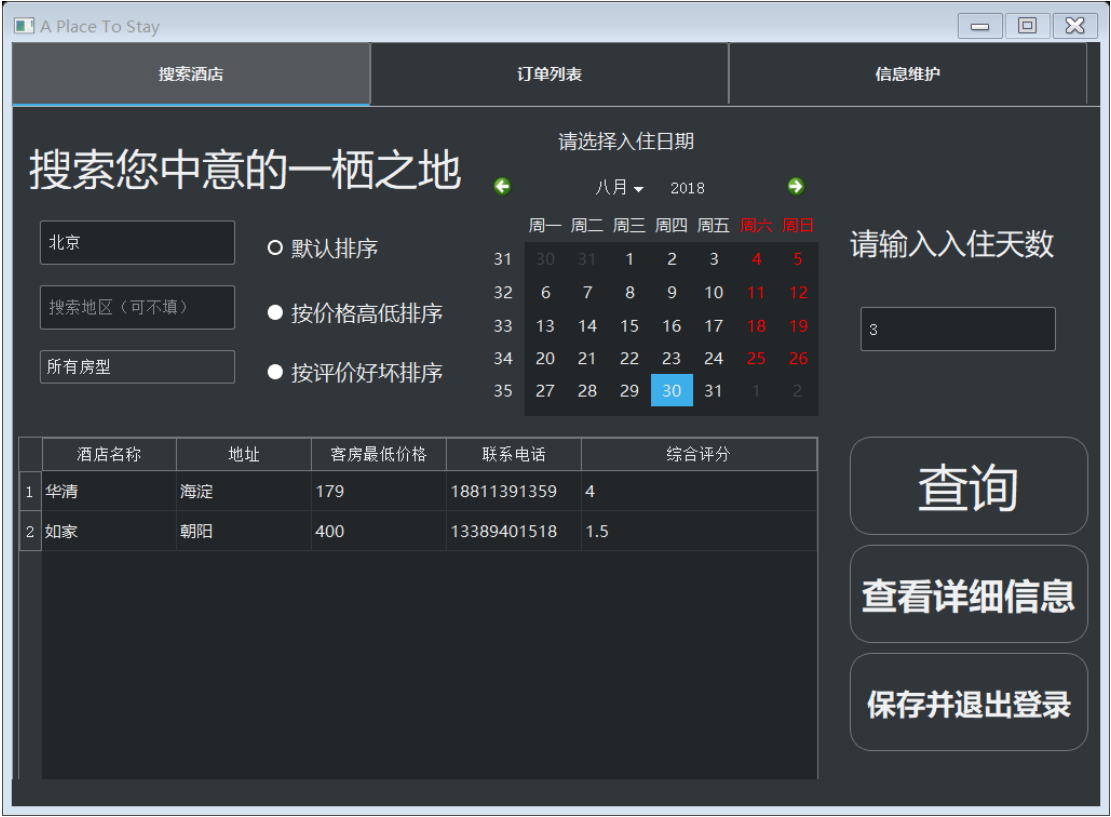 A Place To Stay
搜索酒店 订单列表 信息维护
搜索您中意的一栖之地
北京
搜索地区（可不填）
所有房型
默认排序
按价格高低排序
按评价好坏排序
请选择入住日期
八月 2018
周一 周二 周三 周四 周五 周六 周日
31 30 31 1 2 3 4 5
32 6 7 8 9 10 11 12
33 13 14 15 16 17 18 19
34 20 21 22 23 24 25 26
35 27 28 29 30 31 1 2
请输入入住天数
3
酒店名称 地址 客房最低价格 联系电话 综合评分
1 华清 海淀 179 18811391359 4
2 如家 朝阳 400 13389401518 1.5
查询
查看详细信息
保存并退出登录